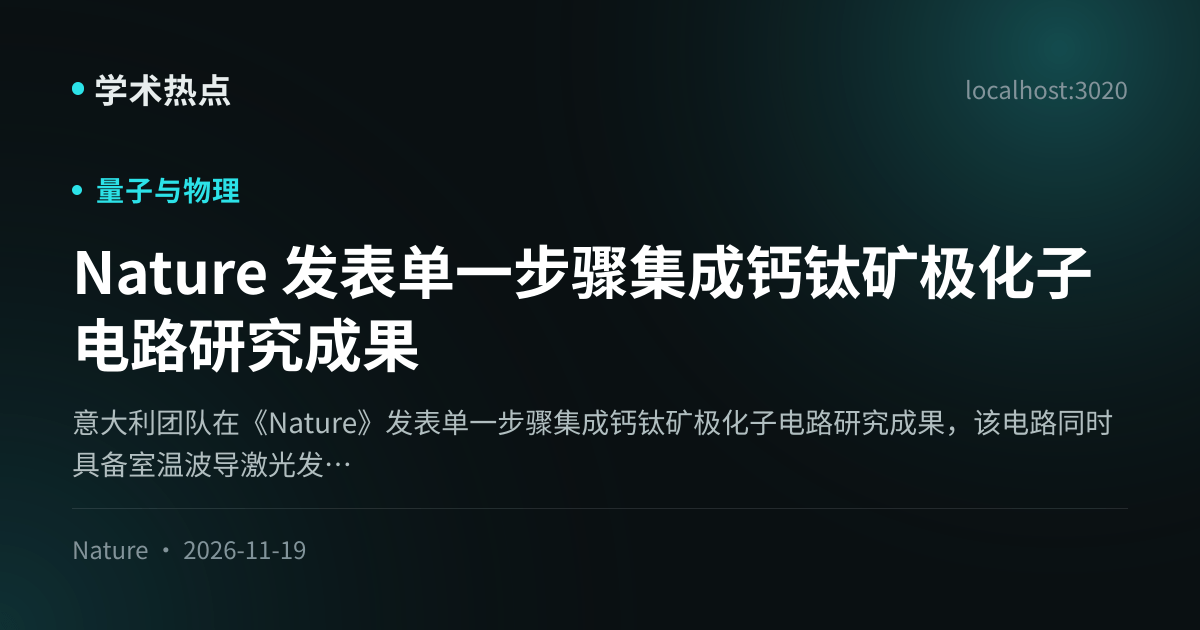 学术热点
localhost:3020
量子与物理
Nature 发表单一步骤集成钙钛矿极化子
电路研究成果
意大利团队在《Nature》发表单一步骤集成钙钛矿极化子电路研究成果，该电路同时
具备室温波导激光发…
Nature · 2026-11-19